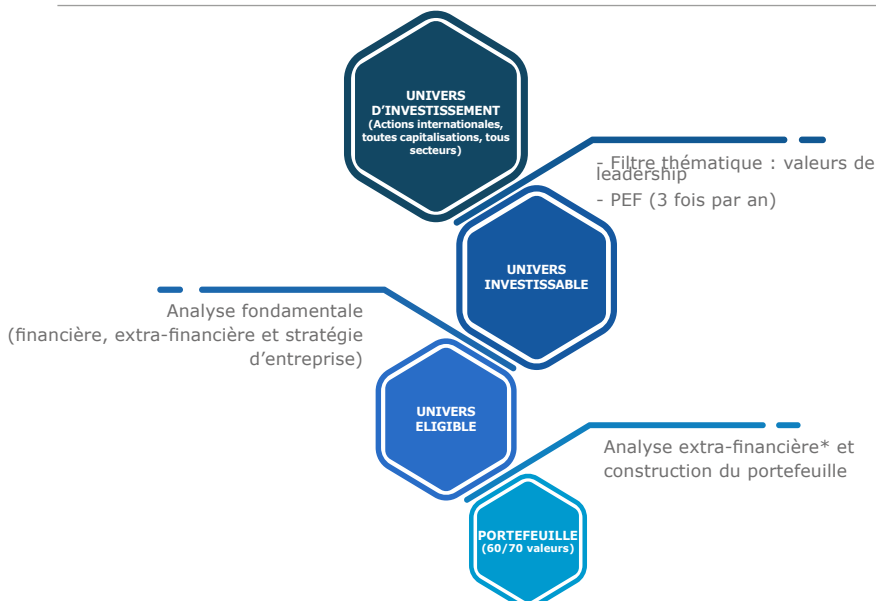 UNIVERS
D’INVESTISSEMENT
(Actions internationales,
toutes capitalisations, tous
secteurs)
- Filtre thématique : valeurs de
leadership
- PEF (3 fois par an)
UNIVERS
INVESTISSABLE
Analyse fondamentale
(financière, extra-financière et stratégie
d’entreprise)
UNIVERS
ELIGIBLE
Analyse extra-financière* et
construction du portefeuille
PORTEFEUILLE
(60/70 valeurs)